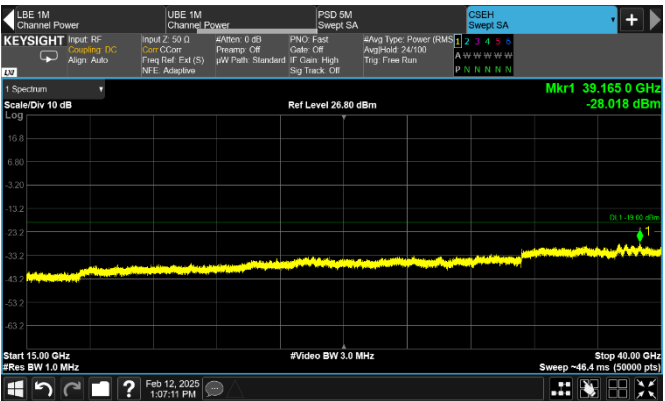 LBE 1M
Channel Power
UBE 1M
Channel Power
PSD 5M
Swept SA
CSEH
Swept SA
KEYSIGHT
Input: RF
Coupling: DC
Align: Auto
Input Z: 50 Ω
Corr CCorr
Freq Ref: Ext (S)
NFE: Adaptive
#Atten: 0 dB
Preamp: Off
µW Path: Standard
PNO: Fast
Gate: Off
IF Gain: High
Sig Track: Off
#Avg Type: Power (RMS)
Avg|Hold: 24/100
Trig: Free Run
1 2 3 4 5 6
A W W W W W
P N N N N N
LXI
1 Spectrum
Scale/Div 10 dB
Ref Level 26.80 dBm
Mkr1 39.165 0 GHz
-28.018 dBm
Log
16.8
6.80
-3.20
-13.2
-23.2
-33.2
-43.2
-53.2
-63.2
DL1 -19.00 dBm
1
Start 15.00 GHz
#Res BW 1.0 MHz
#Video BW 3.0 MHz
Stop 40.00 GHz
Sweep ~46.4 ms (50000 pts)
?
Feb 12, 2025
1:07:11 PM